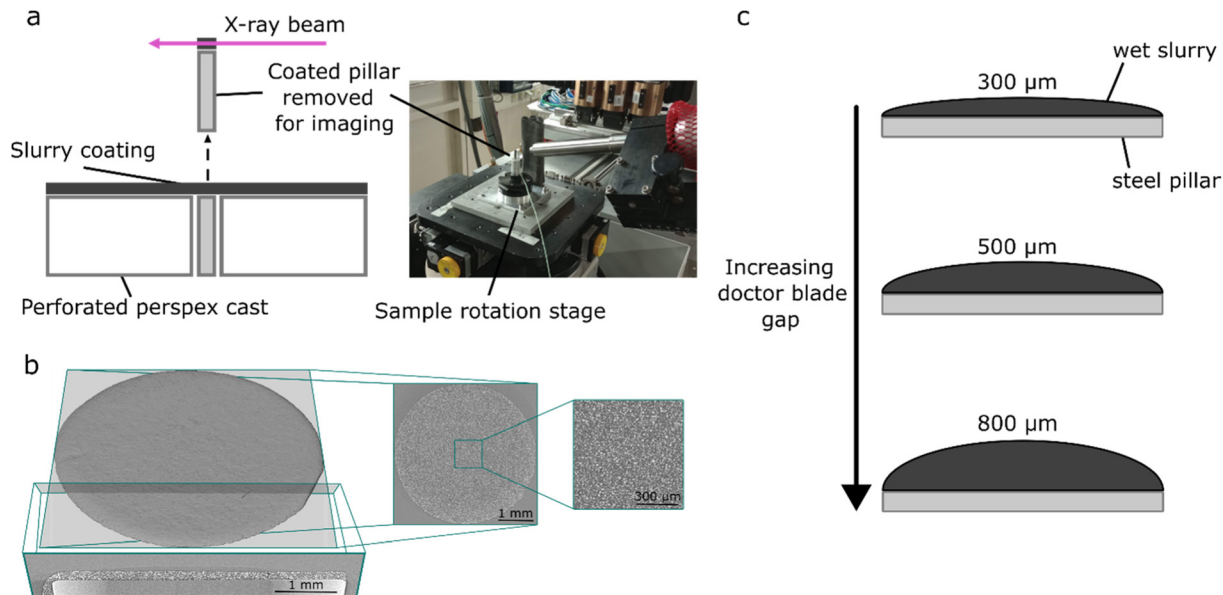 a
X-ray beam
Coated pillar
removed
for imaging
Slurry coating
Perforated perspex cast
Sample rotation stage
b
1 mm
1 mm
300 µm
c
wet slurry
300 µm
steel pillar
500 µm
Increasing
doctor blade
gap
800 µm